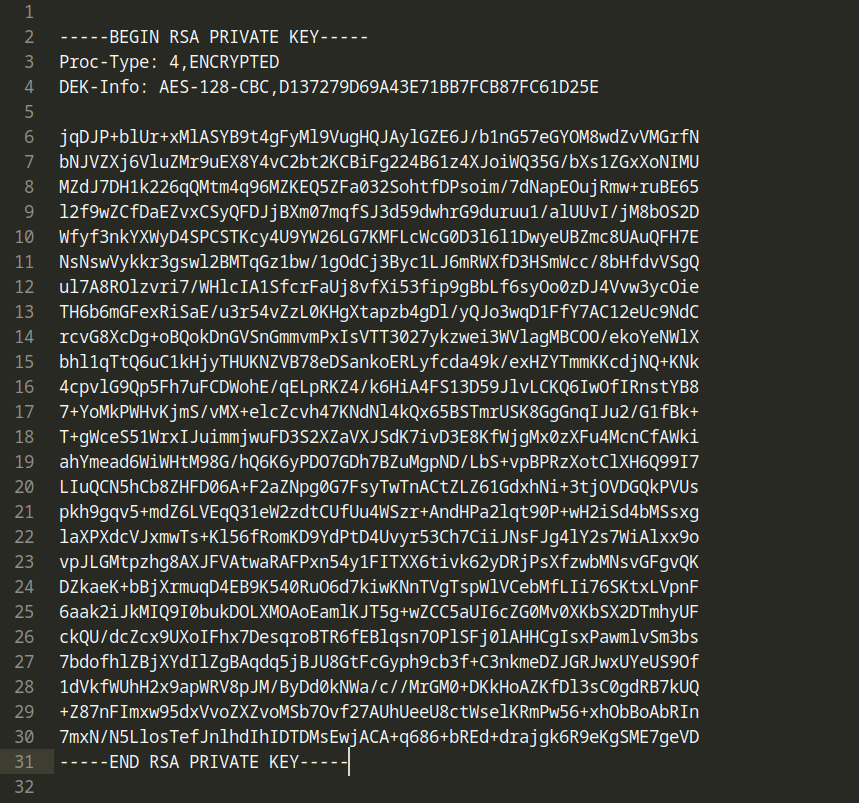 1
2 -----BEGIN RSA PRIVATE KEY-----
3 Proc-Type: 4,ENCRYPTED
4 DEK-Info: AES-128-CBC,D137279D69A43E71BB7FCB87FC61D25E
5
6 jqDJP+blUr+xMlASYB9t4gFyMl9VugHQJAylGZE6J/b1nG57eGYOM8wdZvVMGrfN
7 bNJVZXj6VluZMr9uEX8Y4vC2bt2KCBiFg224B61z4XJoiWQ35G/bXs1ZGxXoNIMU
8 MZdJ7DH1k226qQMtm4q96MZKEQ5ZFa032SohtfDPsoim/7dNapEOujRmw+ruBE65
9 l2f9wZCfDaEZvxCSyQFDJjBXm07mqfSJ3d59dwhrG9duruu1/alUUvI/jM8bOS2D
10 Wfyf3nkYXWyD4SPCSTKcy4U9YW26LG7KMFLcWcG0D3l6l1DwyeUBZmc8UAuQFH7E
11 NsNswVykkr3gswl2BMTqGz1bw/1gOdCj3Byc1LJ6mRWXfD3HSmWcc/8bHfdvVSgQ
12 ul7A8ROlzvri7/WHlcIA1SfcrFaUj8vfXi53fip9gBbLf6syOo0zDJ4Vvw3ycOie
13 TH6b6mGFexRiSaE/u3r54vZzL0KHgXtapzb4gDl/yQJo3wqD1FfY7AC12eUc9NdC
14 rcvG8XcDg+oBQokDnGVSnGmmvmPxIsVTT3027ykzwei3WVlagMBCOO/ekoYeNWlX
15 bhl1qTtQ6uC1kHjyTHUKNZVB78eDSankoERLyfcda49k/exHZYTmmKKcdjNQ+KNk
16 4cpvlG9Qp5Fh7uFCDWohE/qELpRKZ4/k6HiA4FS13D59JlvLCKQ6IwOfIRnstYB8
17 7+YoMkPWHvKjmS/vMX+elcZcvh47KNdNl4kQx65BSTmrUSK8GgGnqIJu2/G1fBk+
18 T+gWceS51WrxIJuimmjwuFD3S2XZaVXJSdK7ivD3E8KfWjgMx0zXFu4McnCfAWki
19 ahYmead6WiWHtM98G/hQ6K6yPDO7GDh7BZuMgpND/LbS+vpBPRzXotClXH6Q99I7
20 LIuQCN5hCb8ZHFD06A+F2aZNpg0G7FsyTwTnACtZLZ61GdxhNi+3tjOVDGQkPVUs
21 pkh9gqv5+mdZ6LVEqQ31eW2zdtCUfUu4WSzr+AndHPa2lqt90P+wH2iSd4bMSsxg
22 laXPXdcVJxmwTs+Kl56fRomKD9YdPtD4Uvyr53Ch7CiiJNsFJg4lY2s7WiAlxx9o
23 vpJLGMtpzhg8AXJFVAtwaRAFPxn54y1FITXX6tivk62yDRjPsXfzwbMNsvGFgvQK
24 DZkaeK+bBjXrmuqD4EB9K540RuO6d7kiwKNnTVgTspWlVCebMfLIi76SKtxLVpnF
25 6aak2iJkMIQ9I0bukDOLXMOAoEamlKJT5g+wZCC5aUI6cZG0Mv0XKbSX2DTmhyUF
26 ckQU/dcZcx9UXoIFhx7DesqroBTR6fEBlqsn7OPlSFj0lAHHCgIsxPawmlvSm3bs
27 7bdofhlZBjXYdIlZgBAqdq5jBJU8GtFcGyph9cb3f+C3nkmeDZJGRJwxUYeUS9Of
28 1dVkfWUhH2x9apWRV8pJM/ByDd0kNWa/c//MrGM0+DKkHoAZKfDl3sC0gdRB7kUQ
29 +Z87nFImxw95dxVvoZXZvoMSb7Ovf27AUhUeeU8ctWselKRmPw56+xhObBoAbRIn
30 7mxN/N5LlosTefJnlhdIhIDTDMsEwjACA+q686+bREd+drajgk6R9eKgSME7geVD
31 -----END RSA PRIVATE KEY-----
32